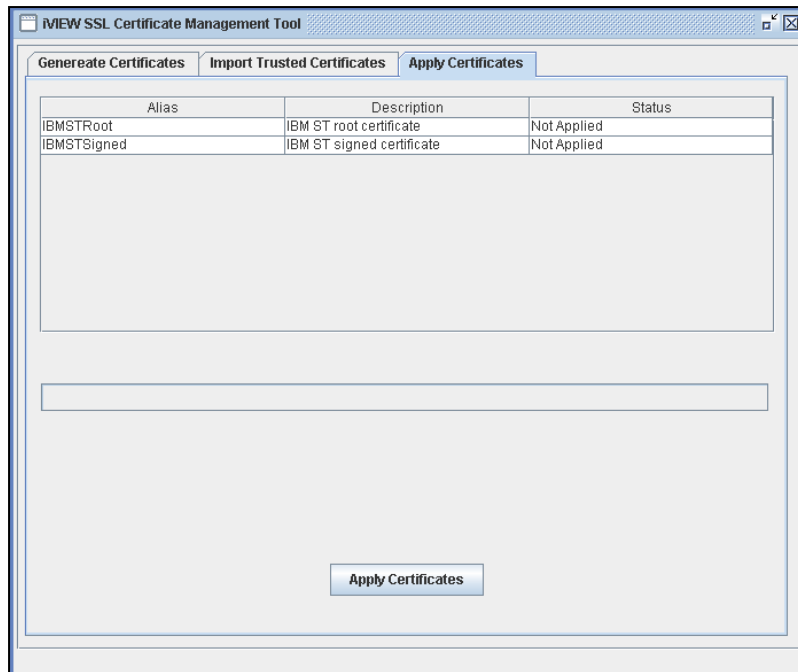 iVIEW SSL Certificate Management Tool
Genereate Certificates Import Trusted Certificates Apply Certificates
Alias Description Status
IBMSTRoot IBM ST root certificate Not Applied
IBMSTSigned IBM ST signed certificate Not Applied
Apply Certificates